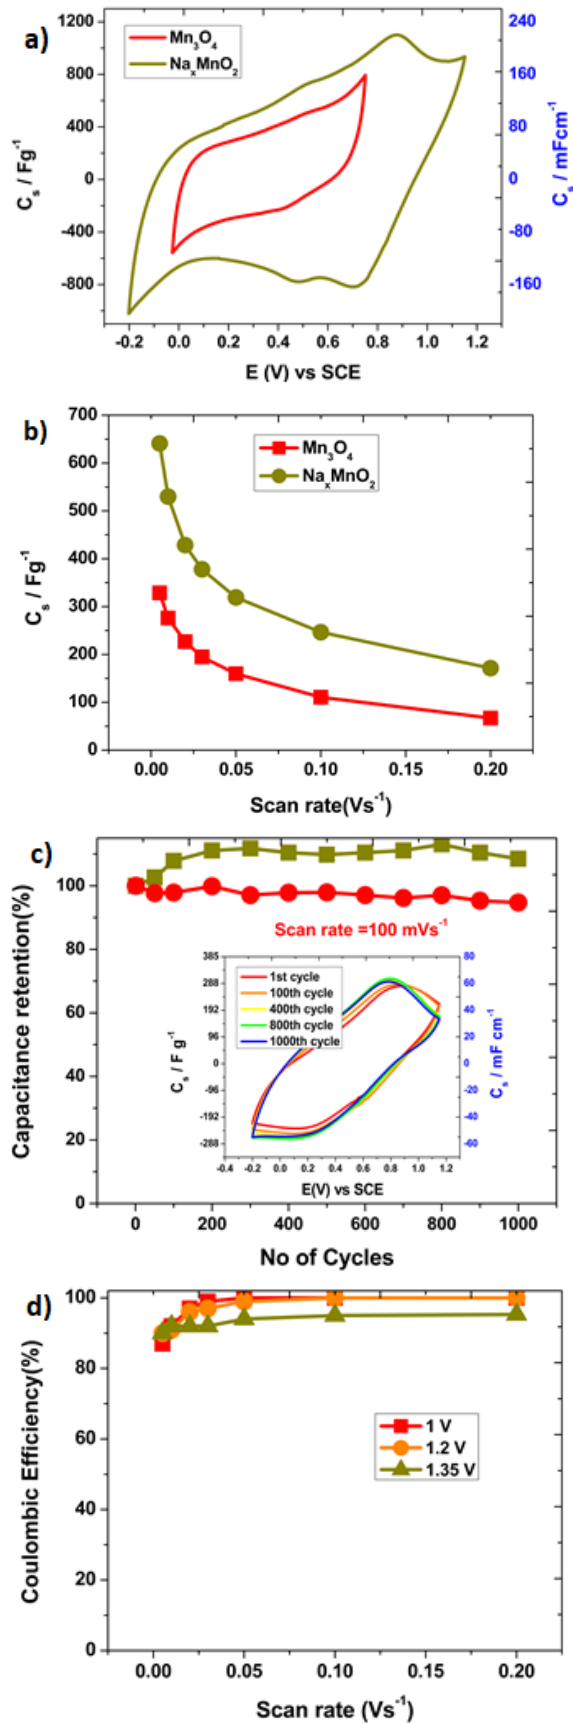 a)
Mn₃O₄
NaₓMnO₂
1200
800
400
0
-400
-800
Cₛ / Fg⁻¹
240
160
80
0
-80
-160
Cₛ / mFcm⁻¹
-0.2 0.0 0.2 0.4 0.6 0.8 1.0 1.2
E (V) vs SCE
b)
Mn₃O₄
NaₓMnO₂
700
600
500
400
300
200
100
0
Cₛ / Fg⁻¹
0.00 0.05 0.10 0.15 0.20
Scan rate(Vs⁻¹)
c)
100
80
60
40
20
0
Capacitance retention(%)
Scan rate =100 mVs⁻¹
1st cycle
100th cycle
400th cycle
800th cycle
1000th cycle
385
288
192
96
0
-96
-192
-288
Cₛ / F g⁻¹
80
60
40
20
0
-20
-40
-60
Cₛ / mF cm⁻¹
-0.4 -0.2 0.0 0.2 0.4 0.6 0.8 1.0 1.2
E(V) vs SCE
0 200 400 600 800 1000
No of Cycles
d)
100
80
60
40
20
0
Coulombic Efficiency(%)
1 V
1.2 V
1.35 V
0.00 0.05 0.10 0.15 0.20
Scan rate (Vs⁻¹)